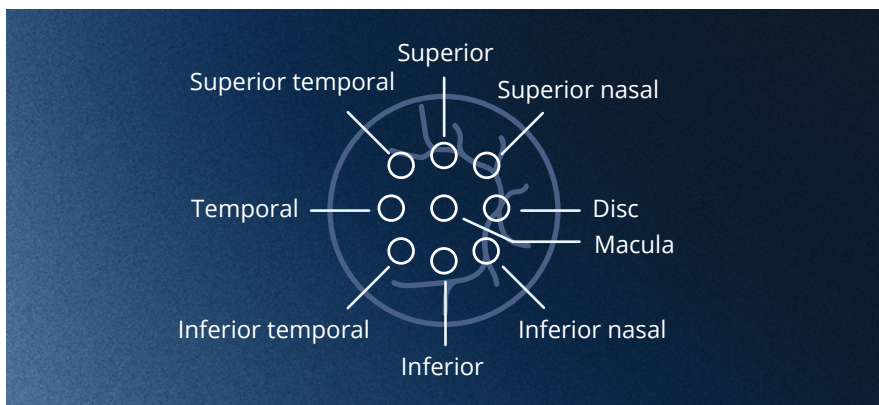 Superior
Superior temporal
Superior nasal
Temporal
Disc
Macula
Inferior temporal
Inferior nasal
Inferior